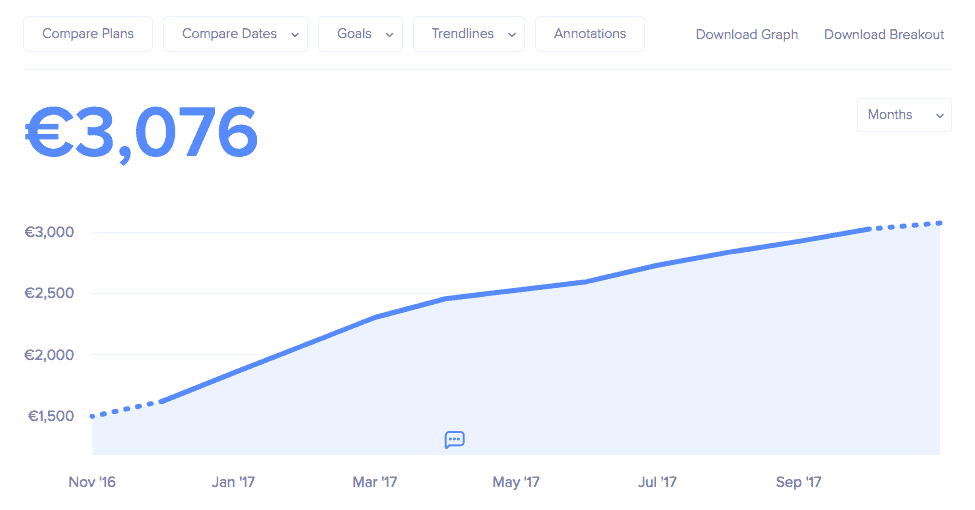 Compare Plans Compare Dates Goals Trendlines Annotations Download Graph Download Breakout
€3,076
Months
€3,000
€2,500
€2,000
€1,500
Nov '16 Jan '17 Mar '17 May '17 Jul '17 Sep '17